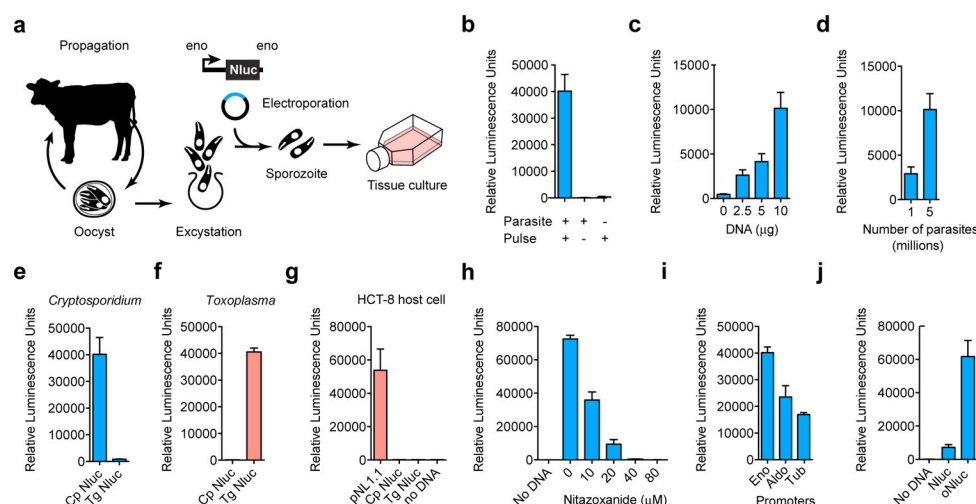 a
Propagation
eno
eno
Nluc
Electroporation
Sporozoite
Tissue culture
Oocyst
Excystation
b
Relative Luminescence Units
50000
40000
30000
20000
10000
0
Parasite + + -
Pulse + - +
c
Relative Luminescence Units
15000
10000
5000
0
0 2.5 5 10
DNA (μg)
d
Relative Luminescence Units
15000
10000
5000
0
1 5
Number of parasites
(millions)
e
Cryptosporidium
Relative Luminescence Units
50000
40000
30000
20000
10000
0
Cp Nluc
Tg Nluc
f
Toxoplasma
Relative Luminescence Units
50000
40000
30000
20000
10000
0
Cp Nluc
Tg Nluc
g
HCT-8 host cell
Relative Luminescence Units
80000
60000
40000
20000
0
pNL1.1.
Cp Nluc
Tg Nluc
no DNA
h
Relative Luminescence Units
80000
60000
40000
20000
0
No DNA
0
10
20
40
80
Nitazoxanide (μM)
i
Relative Luminescence Units
50000
40000
30000
20000
10000
0
Eno
Aldo
Tub
Promoters
j
Relative Luminescence Units
80000
60000
40000
20000
0
No DNA
Nluc
oNluc